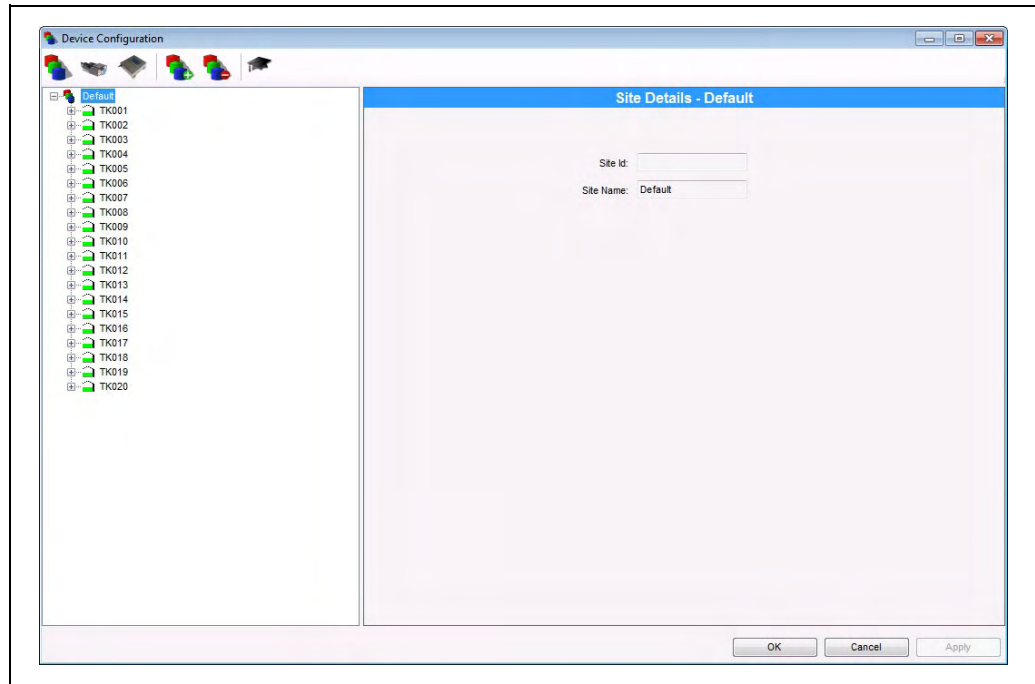 Device Configuration
Default
TK001
TK002
TK003
TK004
TK005
TK006
TK007
TK008
TK009
TK010
TK011
TK012
TK013
TK014
TK015
TK016
TK017
TK018
TK019
TK020
Site Details - Default
Site Id:
Site Name: Default
OK Cancel Apply